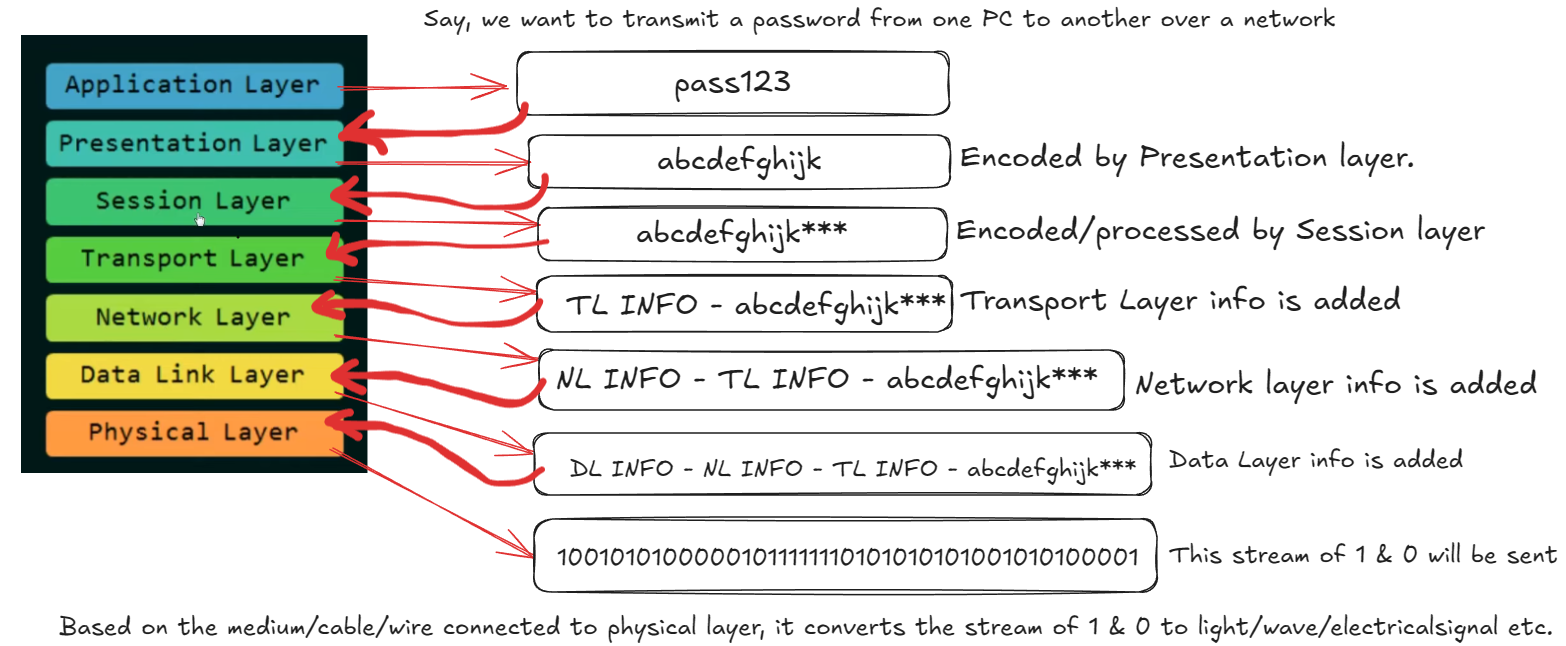 Say, we want to transmit a password from one PC to another over a network
Application Layer
pass123
Presentation Layer
abcdefghijk
Encoded by Presentation layer.
Session Layer
abcdefghijk***
Encoded/processed by Session layer
Transport Layer
TL INFO - abcdefghijk***
Transport Layer info is added
Network Layer
NL INFO - TL INFO - abcdefghijk***
Network layer info is added
Data Link Layer
DL INFO - NL INFO - TL INFO - abcdefghijk***
Data Layer info is added
Physical Layer
This stream of 1 & 0 will be sent
Based on the medium/cable/wire connected to physical layer, it converts the stream of 1 & 0 to light/wave/electricalsignal etc.